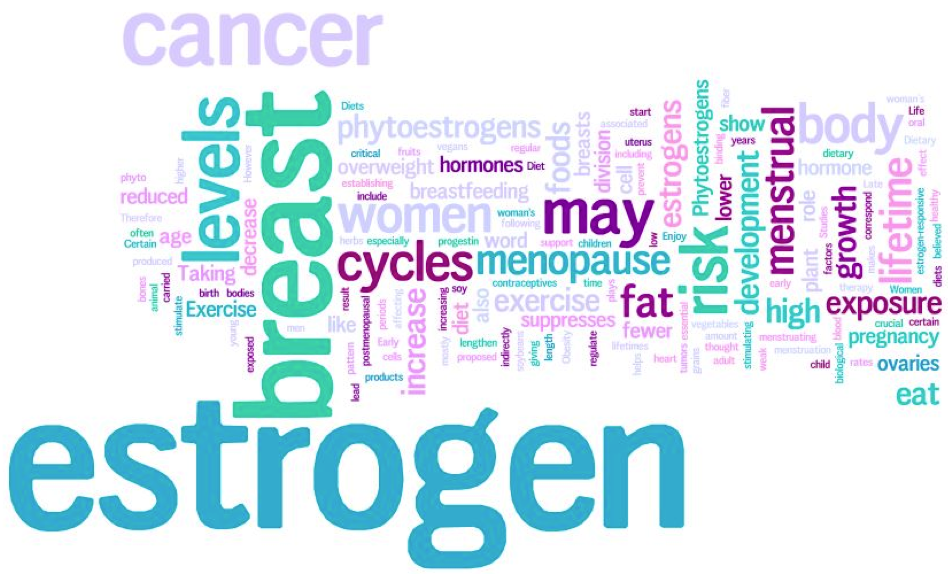 cancer
breast
levels
Diets
phytoestrogens
critical
fruits
vegans
regular
overweight
hormones
Diet
establishing
include
breastfeeding
women
woman's
following
herbs
especially
progestin
word
support
children
low
Enjoy
cycles
menopause
contraceptives
time
foods
breasts
associated
start
uterus
including
division
cell
prevent
estrogens
may
Phytoestrogens
fiber
binding
lower
show
years
development
menstrual
risk
body
woman's
Life
oral
Dietary
dietary
hormone
effect
Late
lifetime
role
plant
Studies
growth
factors
correspond
makes
estrogen-responsive
healthy
believed
diets
early
therapy
Women
high
exposure
crucial
certain
pregnancy
blood
biological
child
rates
ovaries
eat
phyto
higher
However
reduced
Therefore
often
Certain
age
decrease
produced
Taking
bones
animal
carried
stimulate
birth
bodies
Exercise
young
exposed
men
like
result
postmenopausal
periods
affecting
pattern
Early
cells
products
lead
increase
increasing
soy
diet
also
mostly
lengthen
proposed
exercise
suppresses
indirectly
soybeans
giving
length
Obesity
regulate
plays
fat
fewer
lifetimes
helps
heart
essential
tumors
vegetables
amount
thought
grains
adult
stimulating
weak
menstruating
menstruation
estrogen